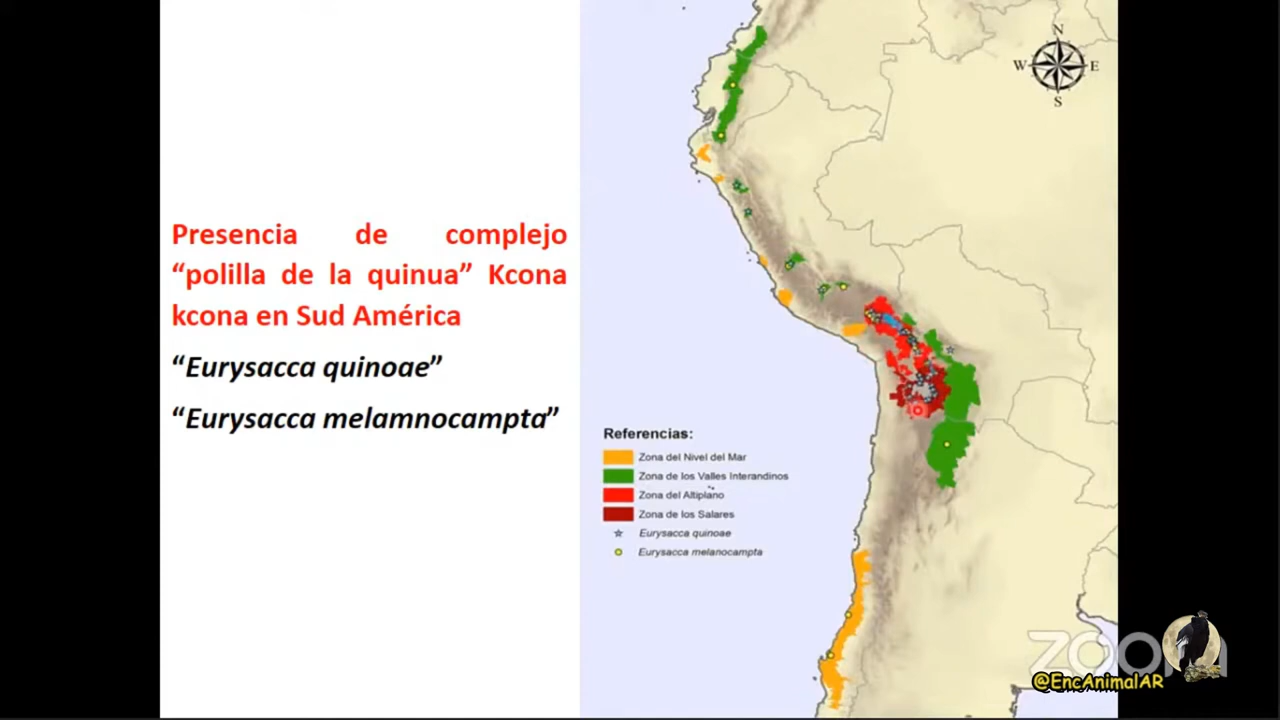 Presencia de complejo
“polilla de la quinua” Kcona
kcona en Sud América
“Eurysacca quinoae”
“Eurysacca melamnocampta”
N
W E
S
Referencias:
Zona del Nivel del Mar
Zona de los Valles Interandinos
Zona del Altiplano
Zona de los Salares
Eurysacca quinoae
Eurysacca melanocampta
zoom
@EncAnimalAR